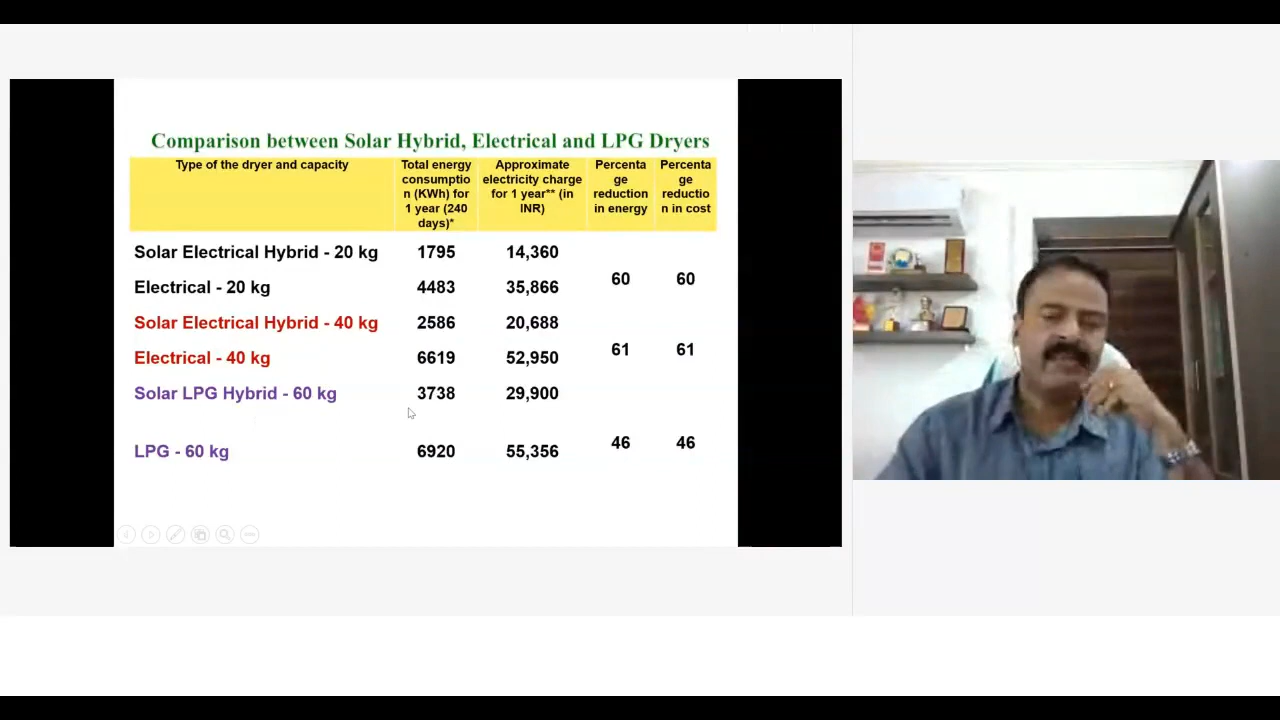 Comparison between Solar Hybrid, Electrical and LPG Dryers
Type of the dryer and capacity
Total energy
consumptio
n (KWh) for
1 year (240
days)*
Approximate
electricity charge
for 1 year** (in
INR)
Percenta
ge
reduction
in energy
Percenta
ge
reductio
n in cost
Solar Electrical Hybrid - 20 kg 1795 14,360
Electrical - 20 kg 4483 35,866
60 60
Solar Electrical Hybrid - 40 kg 2586 20,688
Electrical - 40 kg 6619 52,950
61 61
Solar LPG Hybrid - 60 kg 3738 29,900
LPG - 60 kg 6920 55,356
46 46